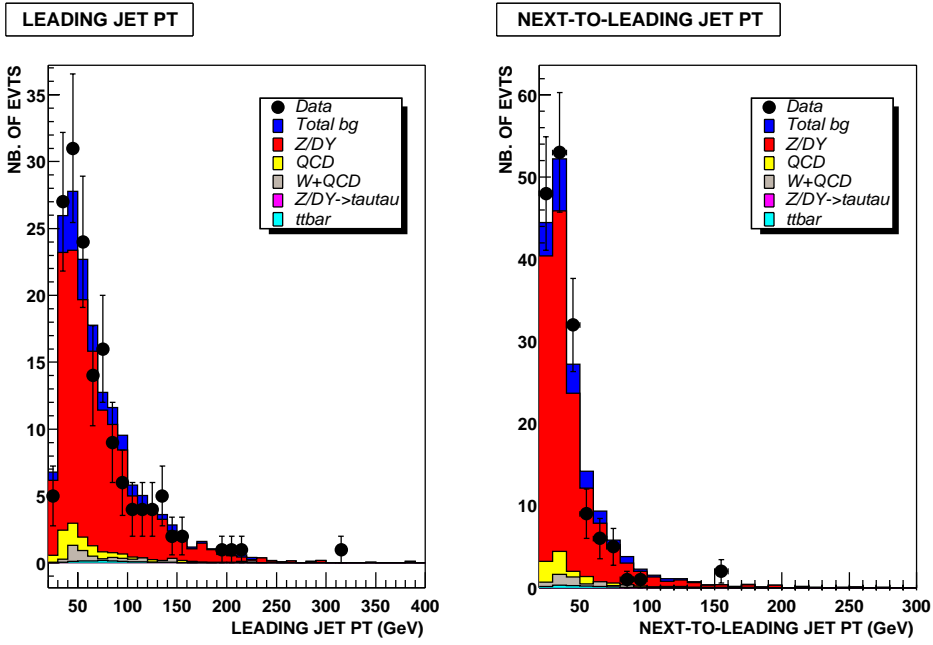 LEADING JET PT
NB. OF EVTS
35
30
25
20
15
10
5
0
Data
Total bg
Z/DY
QCD
W+QCD
Z/DY->tautau
ttbar
50 100 150 200 250 300 350 400
LEADING JET PT (GeV)
NEXT-TO-LEADING JET PT
NB. OF EVTS
60
50
40
30
20
10
0
Data
Total bg
Z/DY
QCD
W+QCD
Z/DY->tautau
ttbar
50 100 150 200 250 300
NEXT-TO-LEADING JET PT (GeV)